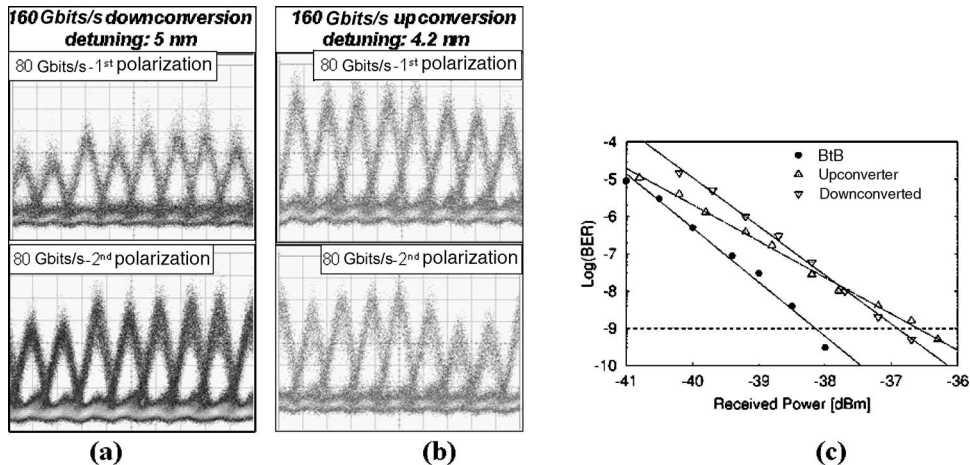 160 Gbits/s downconversion
detuning: 5 nm
80 Gbits/s-1st polarization
80 Gbits/s-2nd polarization
(a)
160 Gbits/s upconversion
detuning: 4.2 nm
80 Gbits/s-1st polarization
80 Gbits/s-2nd polarization
(b)
-4
-5
-6
-7
-8
-9
-10
Log(BER)
BtB
Upconverter
Downconverted
-41
-40
-39
-38
-37
-36
Received Power [dBm]
(c)